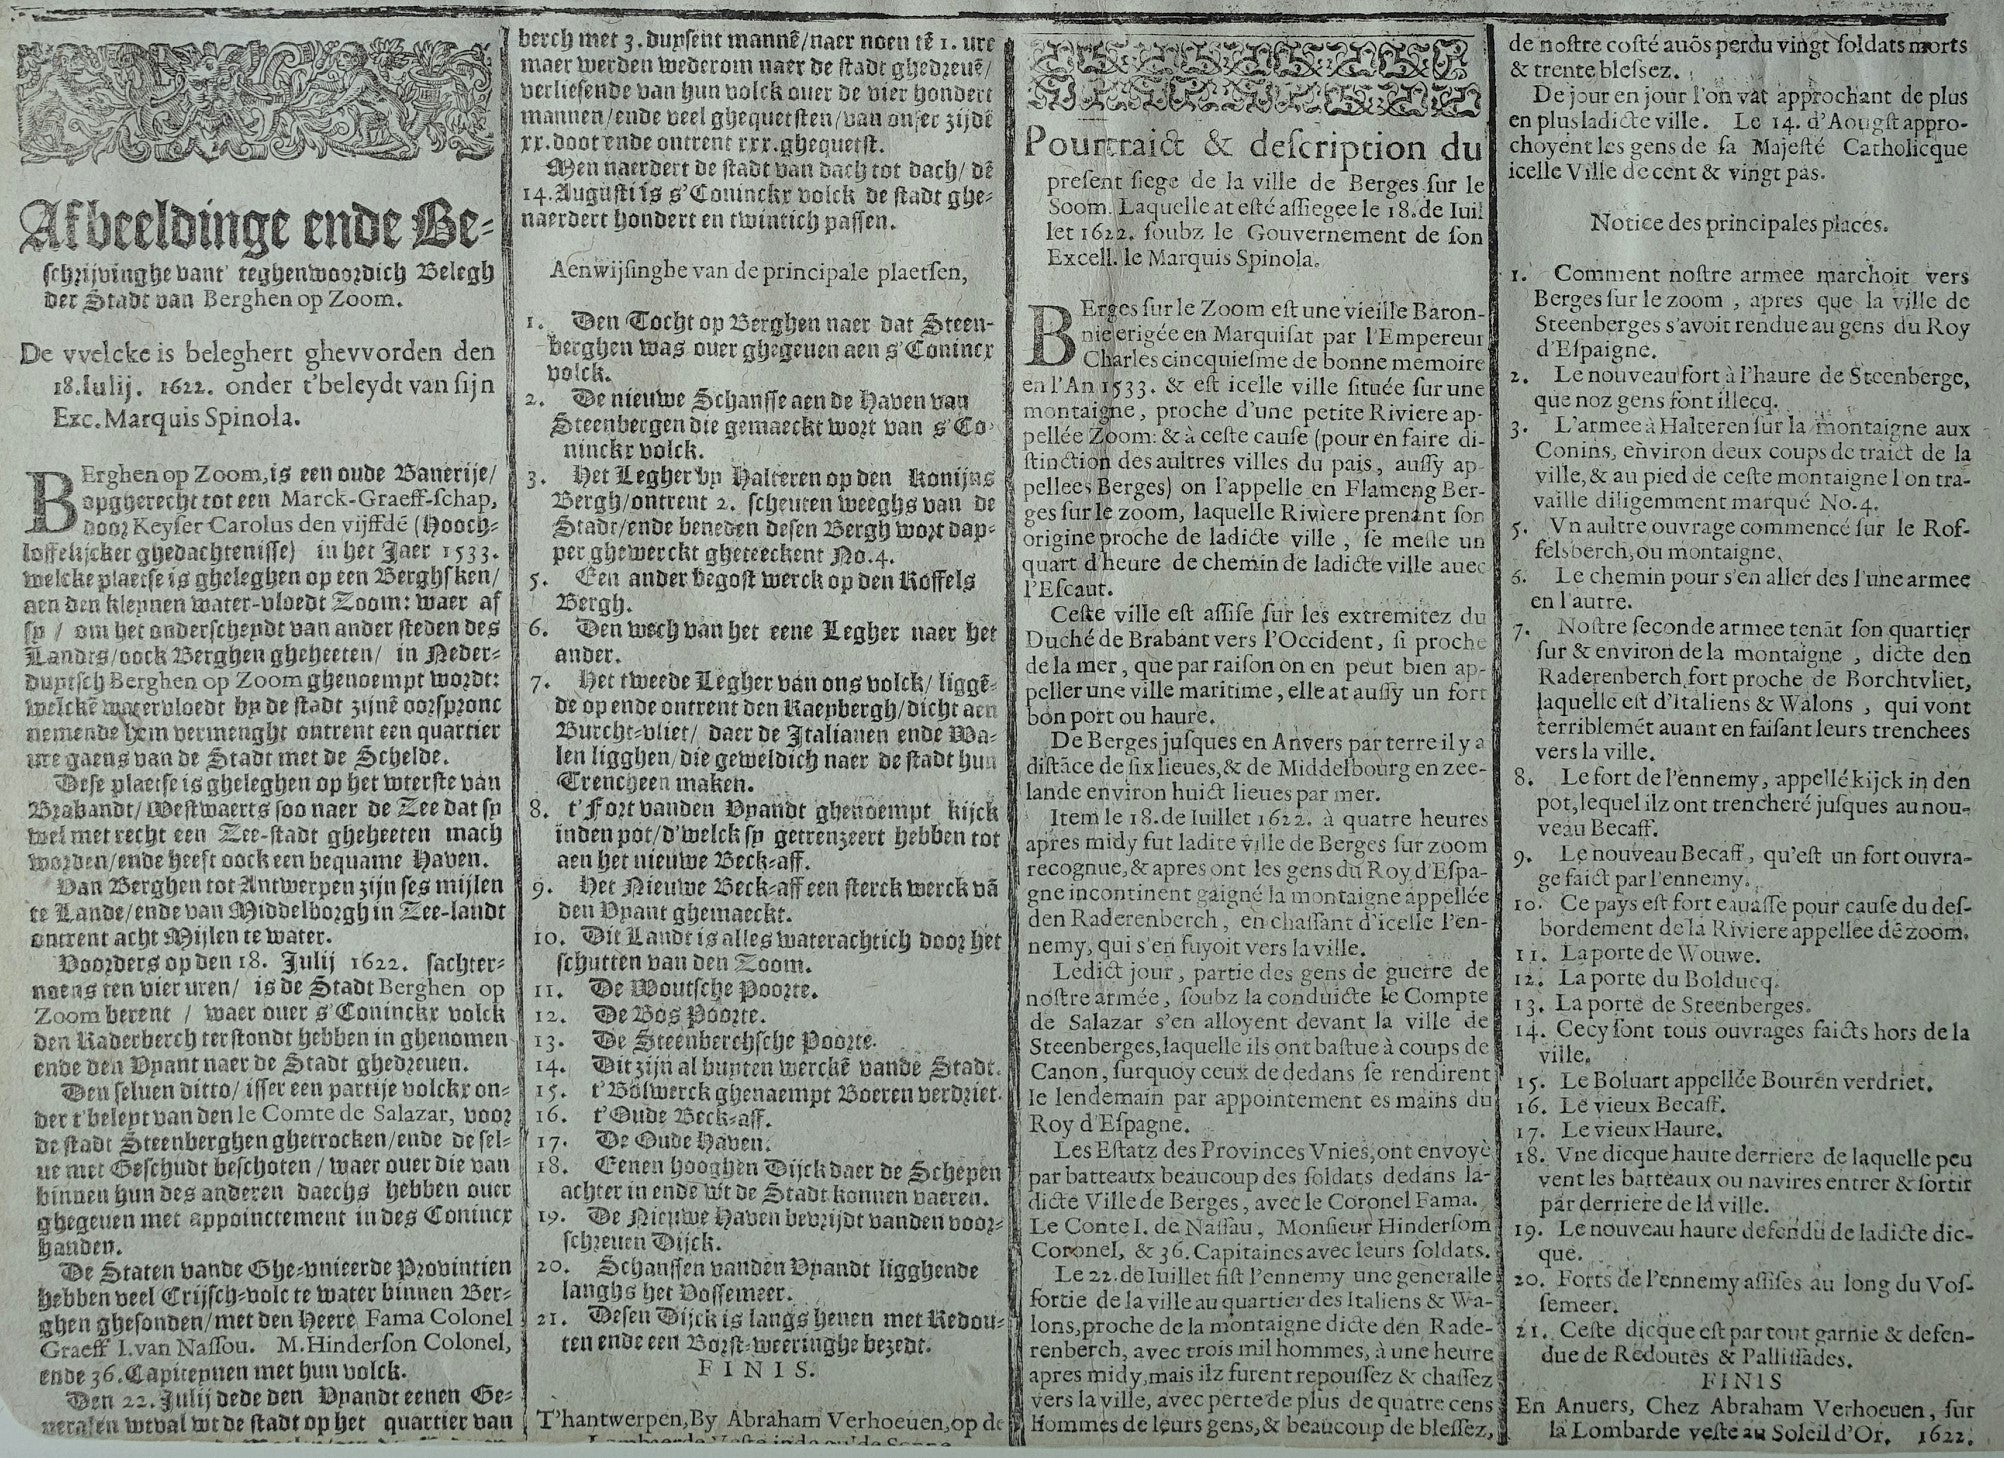 Afbeeldinge ende Be-
schrijvinghe vant' teghenwoordich Belegh
der Stadt van Berghen op Zoom.
De vvelcke is beleghert ghevvorden den
18. Iulij. 1622. onder t'beleydt van sijn
Exc. Marquis Spinola.
BErghen op Zoom, is een oude Banerije/
opgherecht tot een Marck-Graeff-schap,
door Keyser Carolus den vijffdē (Hooch-
loffelijcker ghedachtenisse) in het Jaer 1533.
welcke plaetse is gheleghen op een Berghsken/
aen den kleynen water-vloedt Zoom: waer af
sy / om het onderscheydt van ander steden des
Landts/oock Berghen gheheeten/ in Neder-
duytsch Berghen op Zoom ghenoempt wordt:
welckē watervloedt by de stadt zijnē oorspronc
nemende hem vermenght ontrent een quartier
ure gaens van de Stadt met de Schelde.
Dese plaetse is gheleghen op het wterste van
Brabandt/Westwaerts soo naer de Zee dat sy
wel met recht een Zee-stadt gheheeten mach
worden/ende heeft oock een bequame Haven.
Van Berghen tot Antwerpen zijn ses mijlen
te Lande/ende van Middelborgh in Zee-landt
ontrent acht Mijlen te water.
Voorders op den 18. Julij 1622. sachter-
noens ten vier uren/ is de Stadt Berghen op
Zoom berent / waer ouer s'Coninckx volck
den Raderberch terstondt hebben in ghenomen
ende den Vyant naer de Stadt ghedreuen.
Den seluen ditto/ isser een partije volckx on-
der t'beleyt van den le Comte de Salazar, voor
de stadt Steenberghen ghetrocken/ende de sel-
ue met Geschudt beschoten / waer ouer die van
binnen hun des anderen daechs hebben ouer
ghegeuen met appoinctement in des Conincx
handen.
De Staten vande Ghe-vnieerde Provintien
hebben veel Crijsch-volc te water binnen Ber-
ghen ghesonden/met den Heere Fama Colonel
Graeff I. van Nassou. M. Hinderson Colonel,
ende 36. Capiteynen met hun volck.
Den 22. Julij dede den Vyandt eenen Ge-
neralen wtval wt de stadt op het quartier van
berch met 3. duysent mannē/naer noen tē 1. ure
maer werden wederom naer de stadt ghedreuē/
verliesende van hun volck ouer de vier hondert
mannen/ende veel ghequetsten/van onser zijdē
xx. doot ende ontrent xxx. ghequetst.
Men naerdert de stadt van dach tot dach/ dē
14. Augusti is s'Coninckx volck de stadt ghe-
naerdert hondert en twintich passen.
Aenwijsinghe van de principale plaetsen,
1. Den Tocht op Berghen naer dat Steen-
berghen was ouer ghegeuen aen s'Conincx
volck.
2. De nieuwe Schansse aen de Haven van
Steenbergen die gemaeckt wort van s'Co-
ninckx volck.
3. Het Legher by Halteren op den Konijns
Bergh/ontrent 2. scheuten weeghs van de
Stadt/ende beneden desen Bergh wort dap-
per ghewerckt gheteeckent No. 4.
5. Een ander begost werck op den Roffels
Bergh.
6. Den wech van het eene Legher naer het
ander.
7. Het tweede Legher van ons volck/ liggē-
de op ende ontrent den Raeybergh/dicht aen
Burcht-vliet/ daer de Italianen ende Wa-
len ligghen/die geweldich naer de stadt hun
Trencheen maken.
8. t'Fort vanden Vyandt ghenoempt kijck
inden pot/d'welck sy getrenzeert hebben tot
aen het nieuwe Beck-aff.
9. Het Nieuwe Beck-aff een sterck werck vā
den Vyant ghemaeckt.
10. Dit Landt is alles waterachtich door het
schutten van den Zoom.
11. De Woutsche Poorte.
12. De Bos Poorte.
13. De Steenberchsche Poorte.
14. Dit zijn al buyten werckē vande Stadt.
15. t'Bolwerck ghenaempt Boeren verdriet.
16. t'Oude Beck-aff.
17. De Oude Haven.
18. Eenen hooghen Dijck daer de Schepen
achter in ende wt de Stadt konnen vaeren.
19. De Nieuwe Haven bevrijdt vanden voor-
schreuen Dijck.
20. Schanssen vanden Vyandt ligghende
langhs het Vossemeer.
21. Desen Dijck is langs henen met Redou-
ten ende een Borst-weeringhe bezedt.
FINIS.
T'hantwerpen, By Abraham Verhoeuen, op de
Lombaerde Veste inde gulde Sonne
Pourtraict & description du
present siege de la ville de Berges sur le
Soom. Laquelle at esté assiegee le 18. de Iuil
let 1622. soubz le Gouvernement de son
Excell. le Marquis Spinola.
BErges sur le Zoom est une vieille Baron-
nie erigée en Marquisat par l'Empereur
Charles cincquiesme de bonne memoire
en l'An 1533. & est icelle ville située sur une
montaigne, proche d'une petite Riviere ap-
pellée Zoom: & à ceste cause (pour en faire di-
stinction des aultres villes du pais, aussy ap-
pellees Berges) on l'appelle en Flameng Ber-
ges sur le zoom, laquelle Riviere prenant son
origine proche de ladicte ville, se mesle un
quart d'heure de chemin de ladicte ville avec
l'Escaut.
Ceste ville est assise sur les extremitez du
Duché de Brabant vers l'Occident, si proche
de la mer, que par raison on en peut bien ap-
peller une ville maritime, elle at aussy un fort
bon port ou haure.
De Berges jusques en Anvers par terre il y a
distāce de six lieues, & de Middelbourg en zee-
lande environ huict lieues par mer.
Item le 18. de Iuillet 1622. à quatre heures
apres midy fut ladite ville de Berges sur zoom
recognue, & apres ont les gens du Roy d'Espa-
gne incontinent gaigné la montaigne appellée
den Raderenberch, en chassant d'icelle l'en-
nemy, qui s'en fuyoit vers la ville.
Ledict jour, partie des gens de guerre de
nostre armée, soubz la conduicte le Compte
de Salazar s'en alloyent devant la ville de
Steenberges, laquelle ils ont bastue à coups de
Canon, surquoy ceux de dedans se rendirent
le lendemain par appointement es mains du
Roy d'Espagne.
Les Estatz des Provinces Vnies, ont envoyè
par batteaux beaucoup des soldats dedans la-
dicte Ville de Berges, avec le Coronel Fama.
Le Conte I. de Nassau, Monsieur Hindersom
Coronel, & 36. Capitaines avec leurs soldats.
Le 22. de Iuillet fist l'ennemy une generalle
sortie de la ville au quartier des Italiens & Wa-
lons, proche de la montaigne dicte den Rade-
renberch, avec trois mil hommes, à une heure
apres midy, mais ilz furent repoussez & chassez
vers la ville, avec perte de plus de quatre cens
Hommes de leurs gens, & beaucoup de blessez,
de nostre costé auōs perdu vingt soldats morts
& trente blessez.
De jour en jour l'on vat approchant de plus
en plus ladicte ville. Le 14. d'Aougst appro-
choyent les gens de sa Majesté Catholicque
icelle Ville de cent & vingt pas.
Notice des principales places.
1. Comment nostre armee marchoit vers
Berges sur le zoom, apres que la ville de
Steenberges s'avoit rendue au gens du Roy
d'Espaigne.
2. Le nouveau fort à l'haure de Steenberge,
que noz gens font illecq.
3. L'armee à Halteren sur la montaigne aux
Conins, environ deux coups de traict de la
ville, & au pied de ceste montaigne l'on tra-
vaille diligemment marqué No. 4.
5. Vn aultre ouvrage commencé sur le Rof-
felsberch, ou montaigne.
6. Le chemin pour s'en aller des l'une armee
en l'autre.
7. Nostre seconde armee tenāt son quartier
sur & environ de la montaigne, dicte den
Raderenberch fort proche de Borchtvliet,
laquelle est d'Italiens & Walons, qui vont
terriblemēt auant en faisant leurs trenchees
vers la ville.
8. Le fort de l'ennemy, appellé kijck in den
pot, lequel ilz ont trencheré jusques au nou-
veau Becaff.
9. Le nouveau Becaff, qu'est un fort ouvra-
ge faict par l'ennemy.
10. Ce pays est fort eauasse pour cause du des-
bordement de la Riviere appellée de zoom.
11. La porte de Wouwe.
12. La porte du Bolducq.
13. La porte de Steenberges.
14. Cecy sont tous ouvrages faicts hors de la
ville.
15. Le Boluart appellée Bouren verdriet.
16. Le vieux Becaff.
17. Le vieux Haure.
18. Vne dicque haute derriere de laquelle peu
vent les batteaux ou navires entrer & sortir
par derriere de la ville.
19. Le nouveau haure defendu de ladicte dic-
que.
20. Forts de l'ennemy assises au long du Vos-
semeer.
21. Ceste dicque est par tout garnie & defen-
due de Redoutes & Pallissades.
FINIS
En Anuers, Chez Abraham Verhoeuen, sur
la Lombarde veste au Soleil d'Or. 1622.